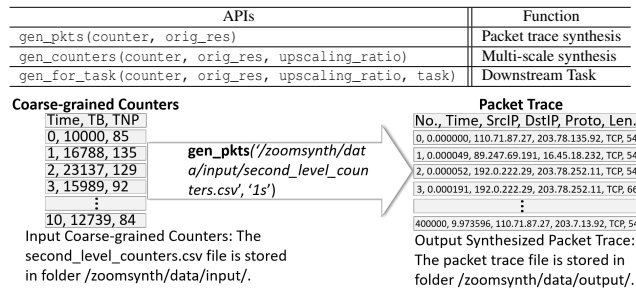 APIs Function
gen_pkts(counter, orig_res) Packet trace synthesis
gen_counters(counter, orig_res, upscaling_ratio) Multi-scale synthesis
gen_for_task(counter, orig_res, upscaling_ratio, task) Downstream Task
Coarse-grained Counters
Time, TB, TNP
0, 10000, 85
1, 16788, 135
2, 23137, 129
3, 15989, 92
⋮
10, 12739, 84
Input Coarse-grained Counters: The
second_level_counters.csv file is stored
in folder /zoomsynth/data/input/.
gen_pkts('/zoomsynth/dat
a/input/second_level_coun
ters.csv', '1s')
Packet Trace
No., Time, SrcIP, DstIP, Proto, Len.
0, 0.000000, 110.71.87.27, 203.78.135.92, TCP, 54
1, 0.000049, 89.247.69.191, 16.45.18.232, TCP, 54
2, 0.000052, 192.0.222.29, 203.78.252.11, TCP, 54
3, 0.000191, 192.0.222.29, 203.78.252.11, TCP, 66
⋮
400000, 9.973596, 110.71.87.27, 203.7.13.92, TCP, 54
Output Synthesized Packet Trace:
The packet trace file is stored in
folder /zoomsynth/data/output/.